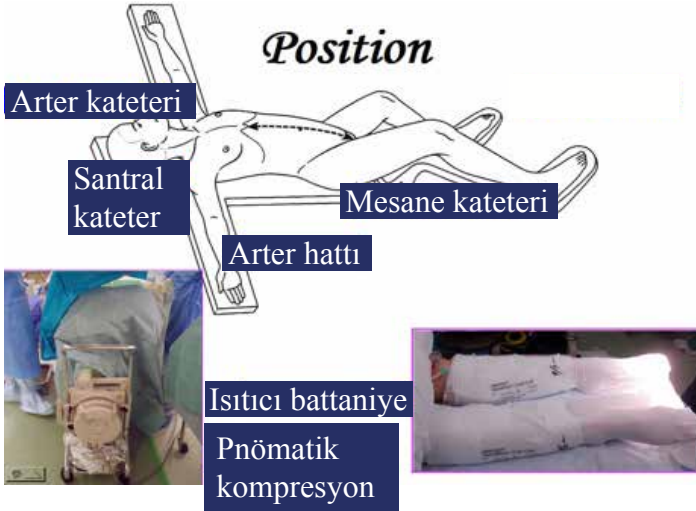 Position
Arter kateteri
Santral
kateter
Mesane kateteri
Arter hattı
Isıtıcı battaniye
Pnömatik
kompresyon